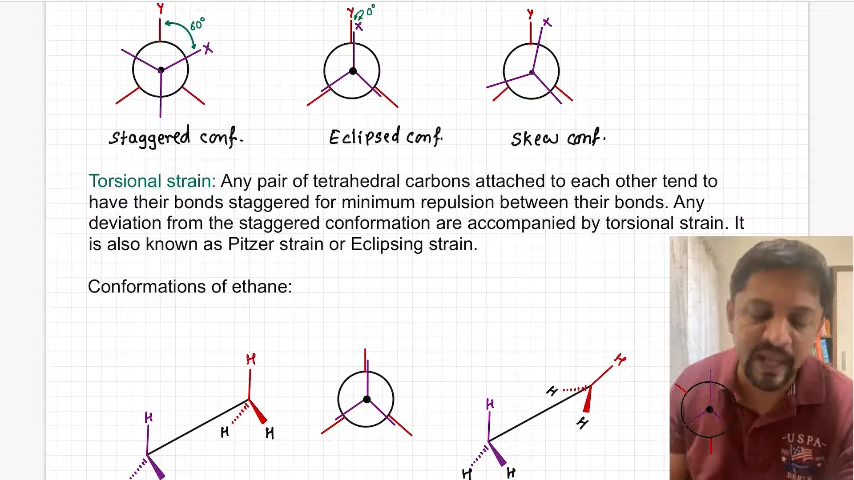 Y
60°
X
Y
0°
X
Y
X
Staggered conf.
Eclipsed conf.
Skew conf.
Torsional strain: Any pair of tetrahedral carbons attached to each other tend to
have their bonds staggered for minimum repulsion between their bonds. Any
deviation from the staggered conformation are accompanied by torsional strain. It
is also known as Pitzer strain or Eclipsing strain.
Conformations of ethane:
H
H
H
H
H
H
H
H
H
H
USPA